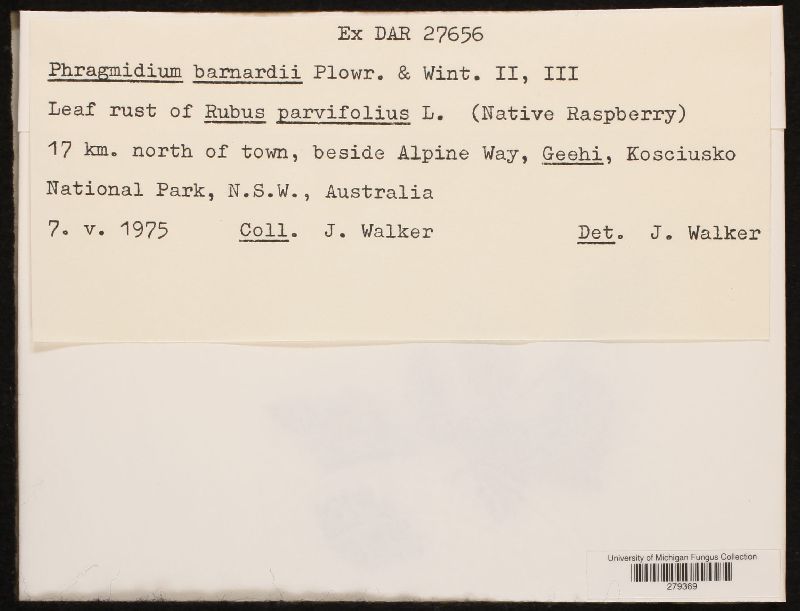 Ex DAR 27656
Phragmidium barnardii Plowr. & Wint. II, III
Leaf rust of Rubus parvifolius L. (Native Raspberry)
17 km. north of town, beside Alpine Way, Geehi, Kosciusko
National Park, N.S.W., Australia
7. v. 1975 Coll. J. Walker Det. J. Walker
University of Michigan Fungus Collection
279369